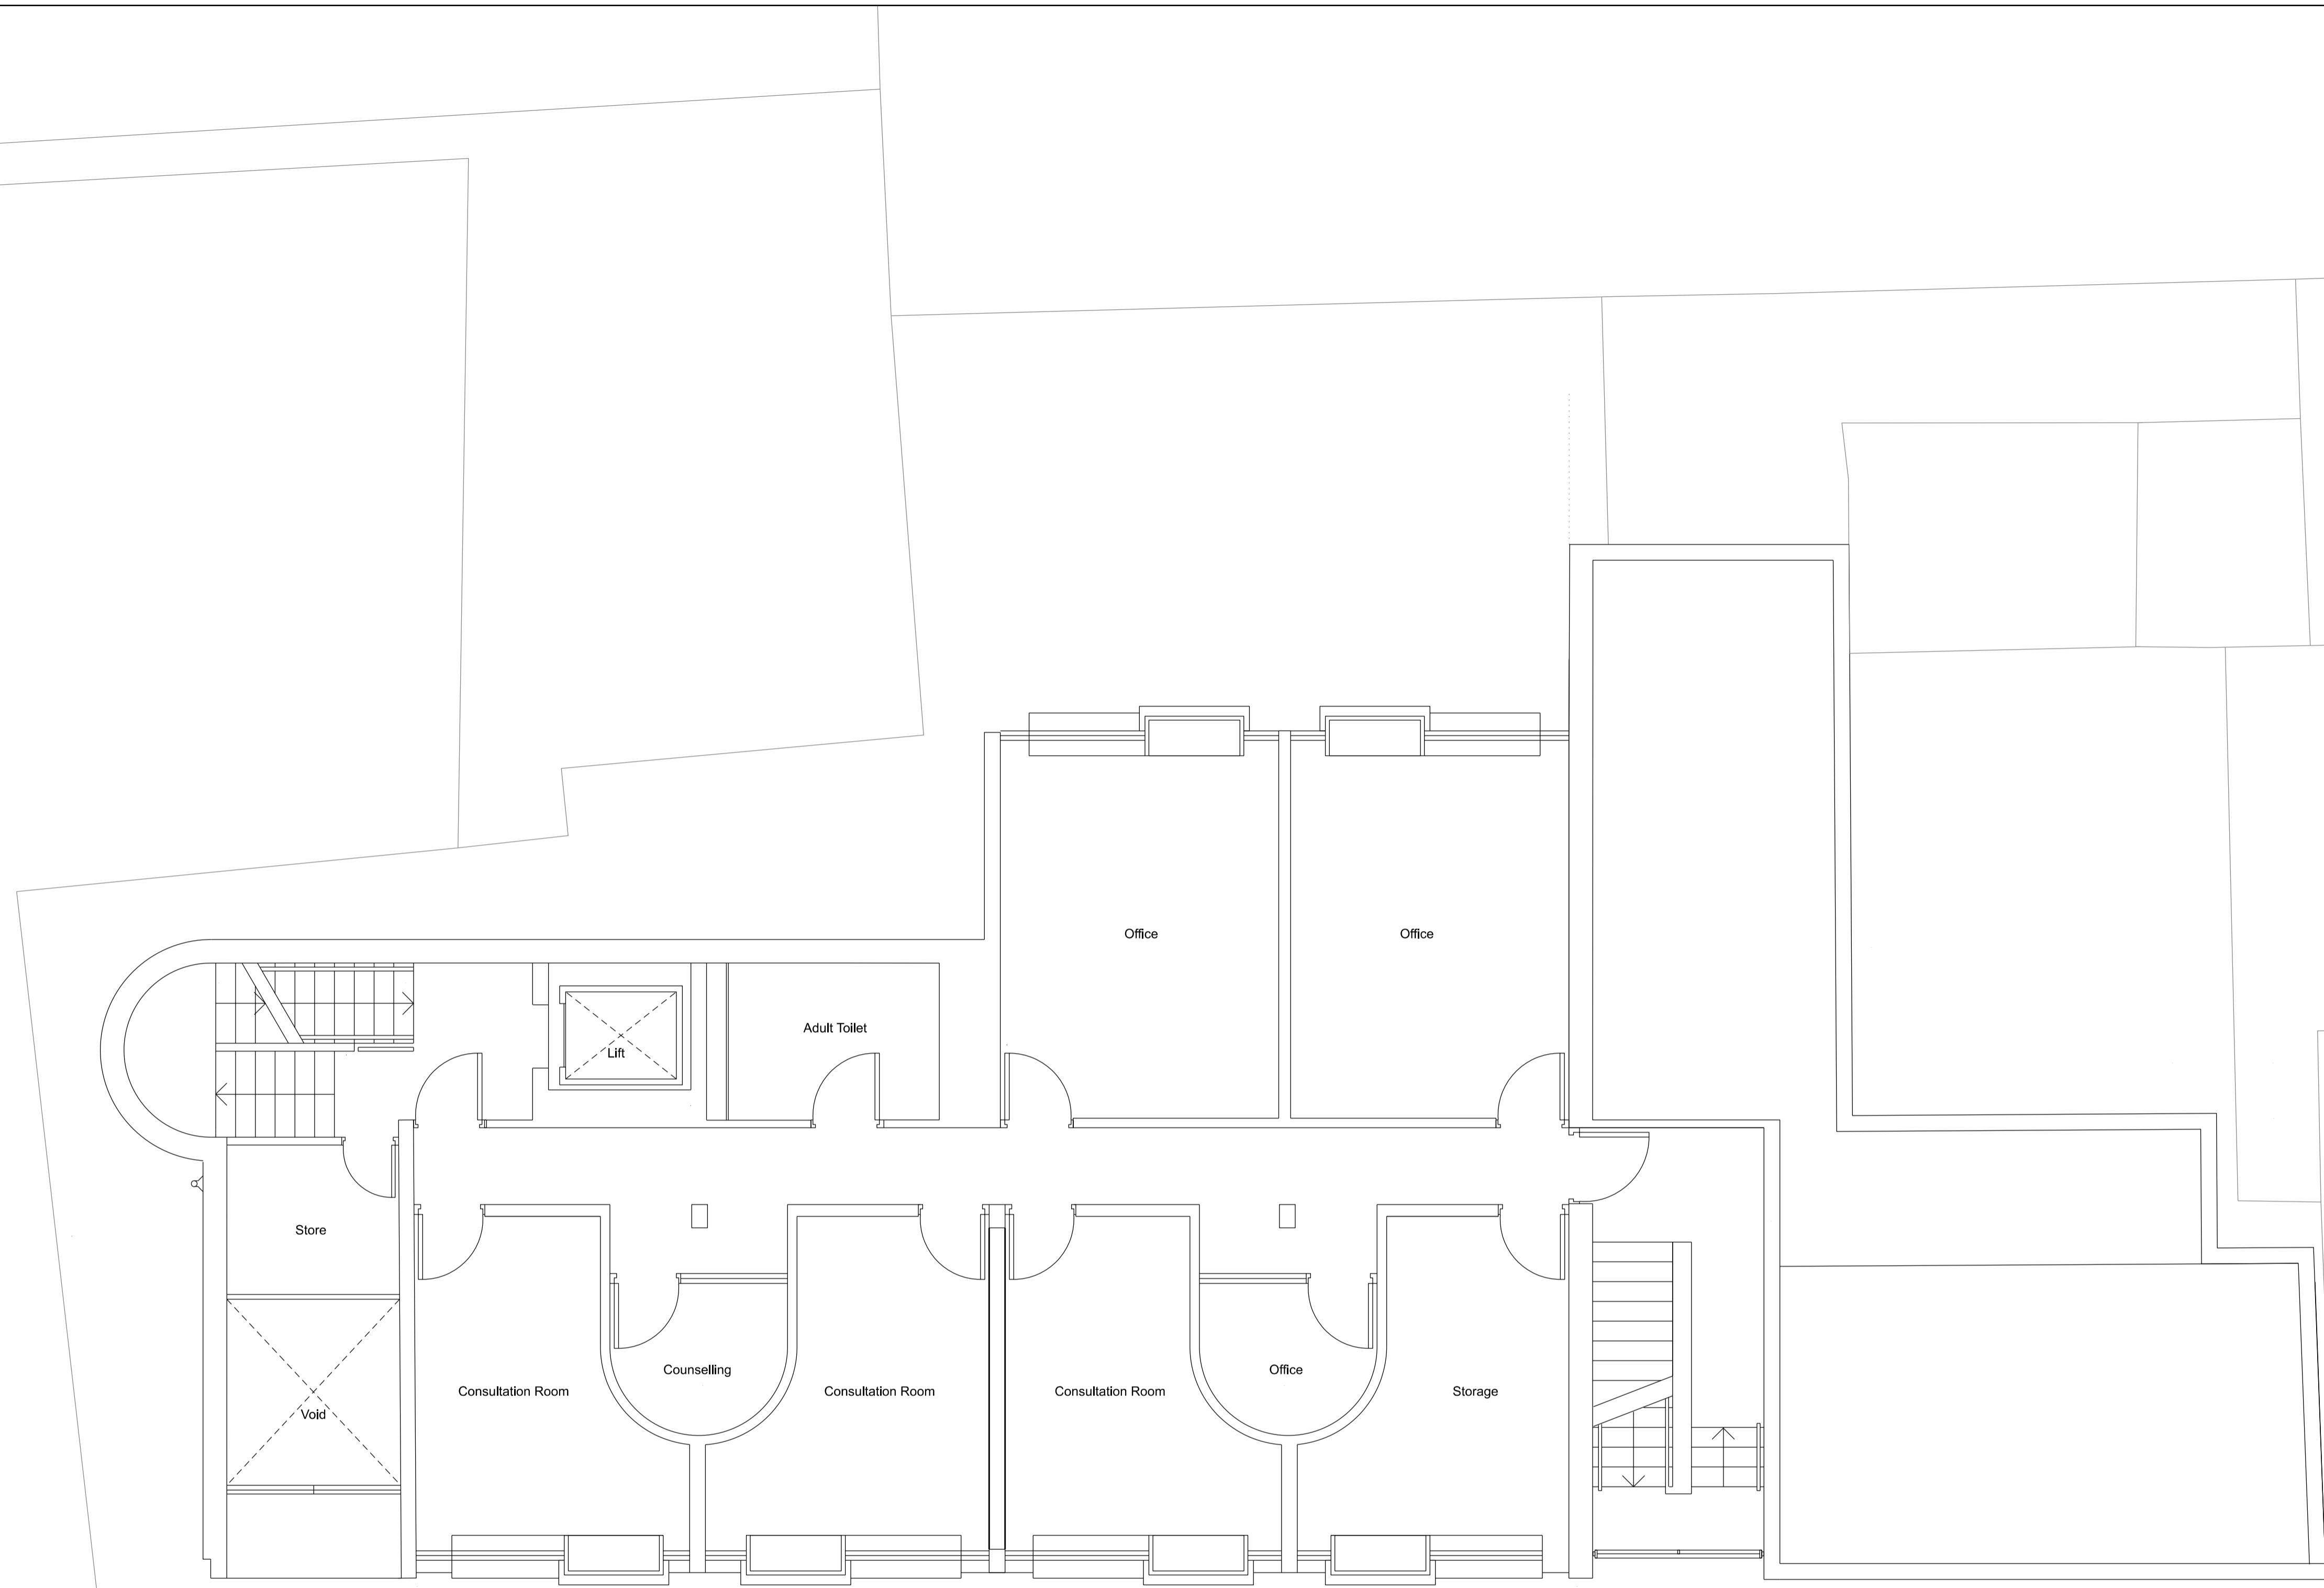 Office
Office
Adult Toilet
Lift
Store
Counselling
Office
Consultation Room
Consultation Room
Consultation Room
Storage
Void